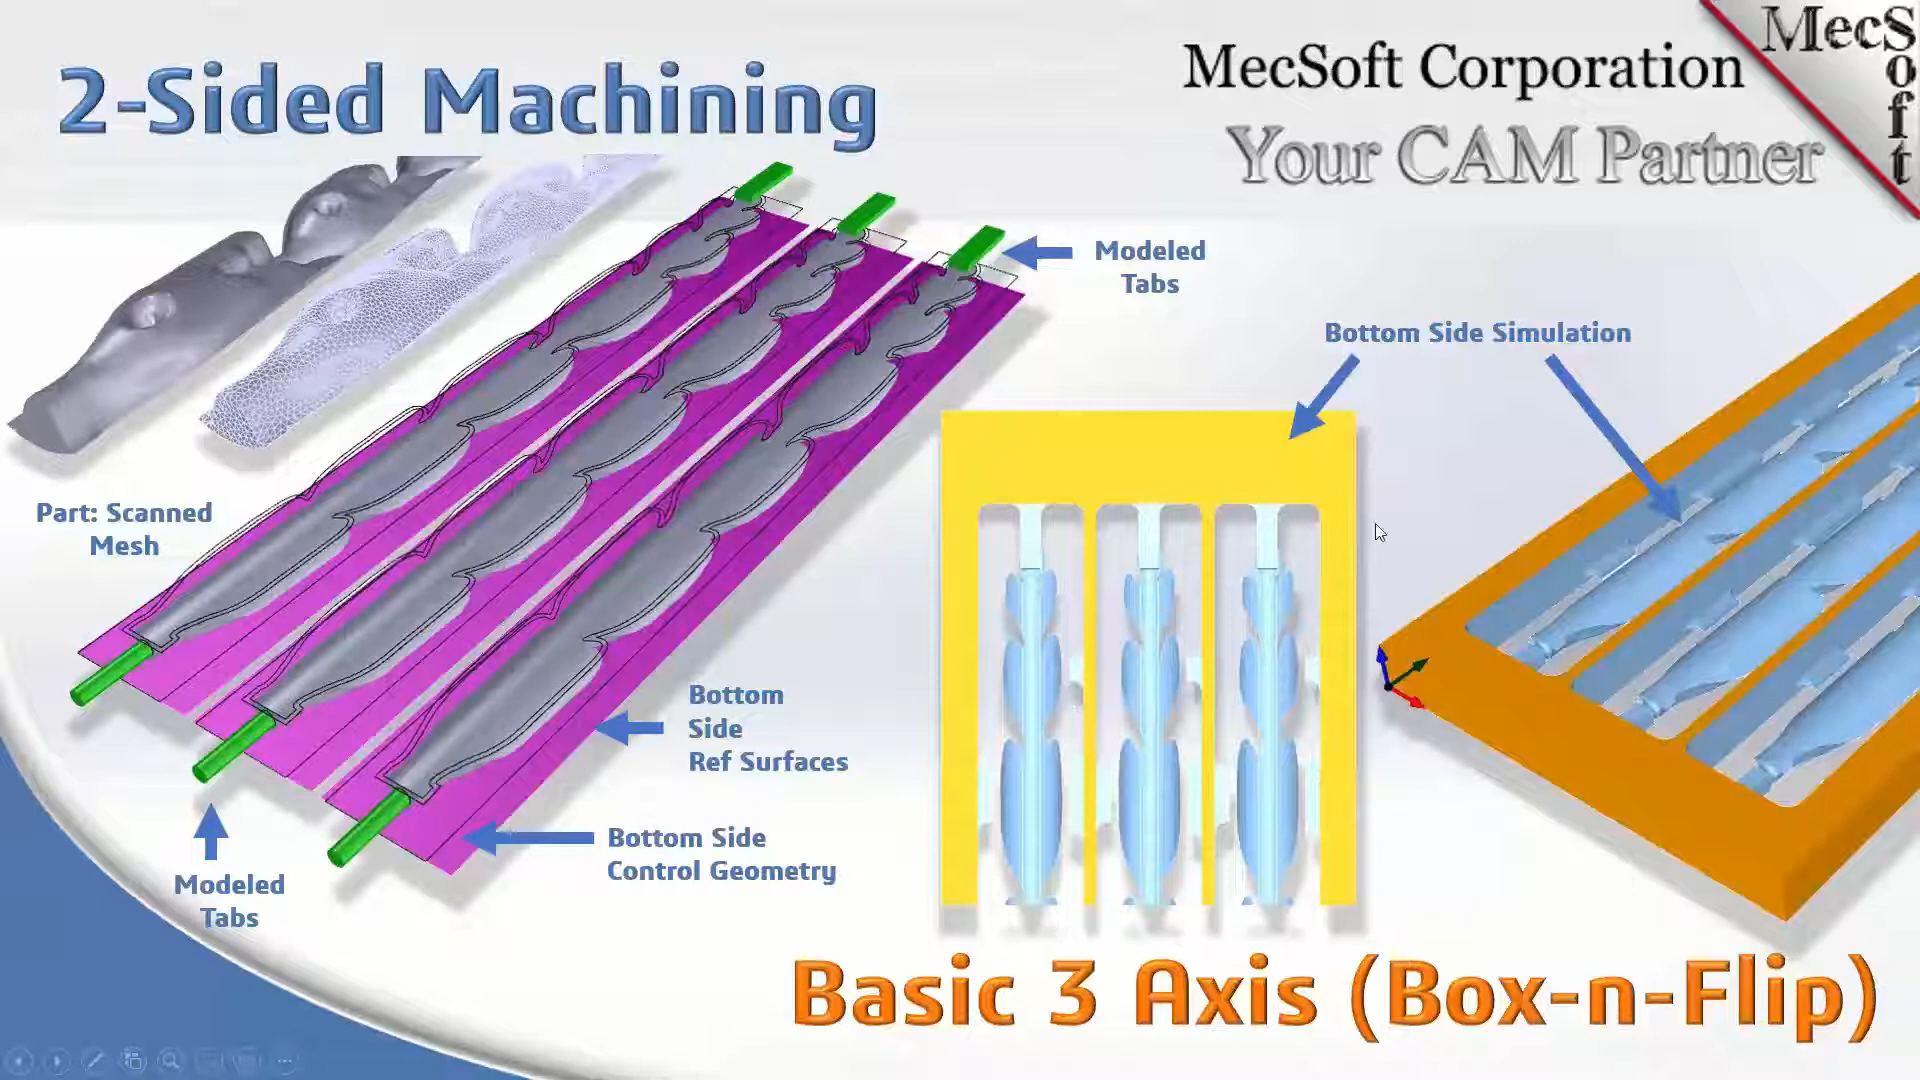 2-Sided Machining
MecSoft Corporation
Your CAM Partner
MecSoft
Modeled
Tabs
Bottom Side Simulation
Part: Scanned
Mesh
Bottom
Side
Ref Surfaces
Bottom Side
Control Geometry
Modeled
Tabs
Basic 3 Axis (Box-n-Flip)